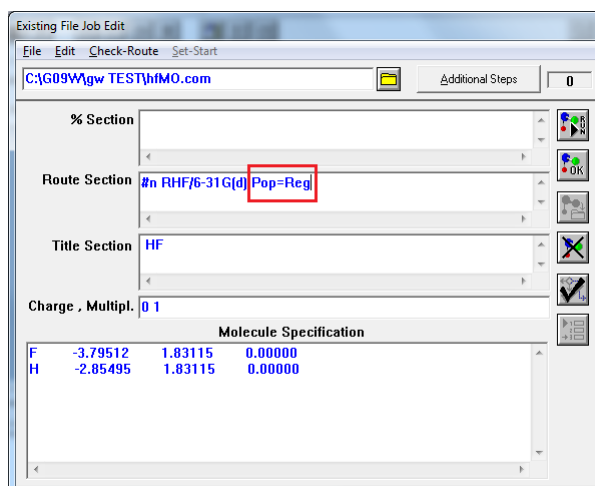 Existing File Job Edit
File Edit Check-Route Set-Start
C:\G09W\gw TEST\hfMO.com
Additional Steps
0
% Section
RUN
Route Section
#n RHF/6-31G(d) Pop=Reg
OK
Title Section
HF
Charge , Multipl.
0 1
Molecule Specification
F -3.79512 1.83115 0.00000
H -2.85495 1.83115 0.00000